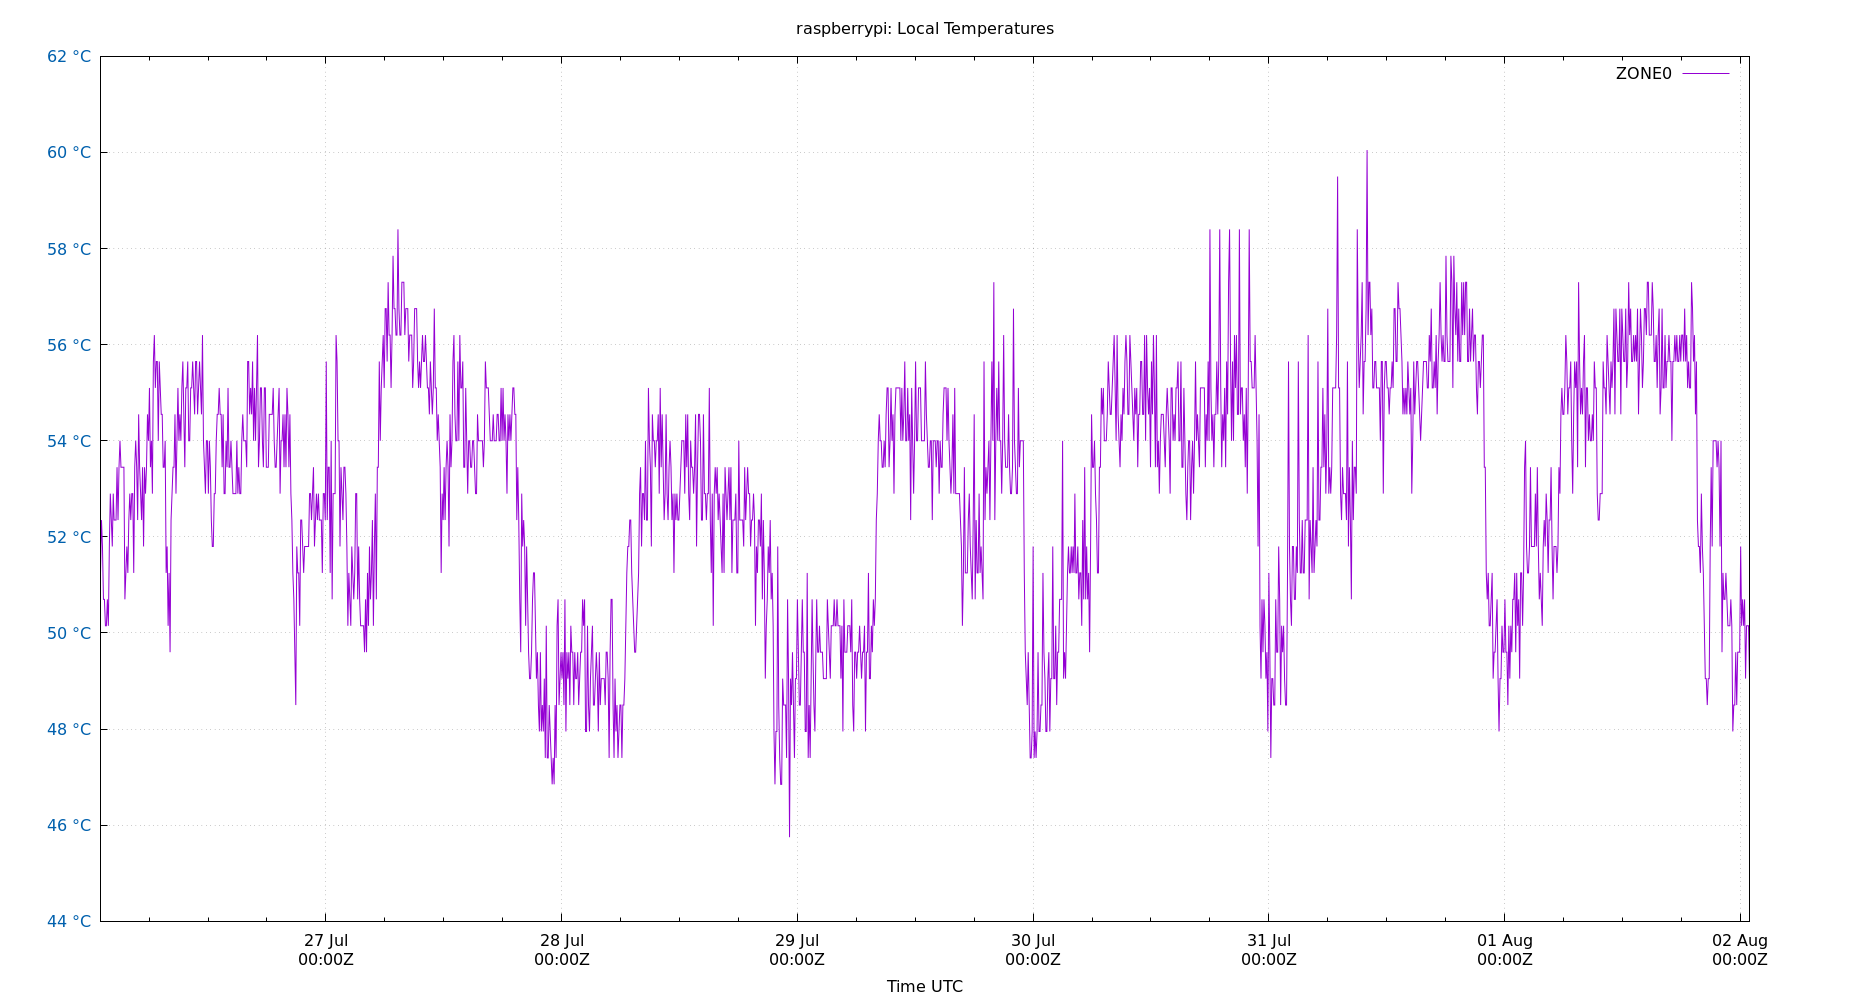 raspberrypi: Local Temperatures
62 °C
ZONE0
60 °C
58 °C
56 °C
54 °C
52 °C
50 °C
48 °C
46 °C
44 °C
27 Jul 28 Jul 29 Jul 30 Jul 31 Jul 01 Aug 02 Aug
00:00Z 00:00Z 00:00Z 00:00Z 00:00Z 00:00Z 00:00Z
Time UTC